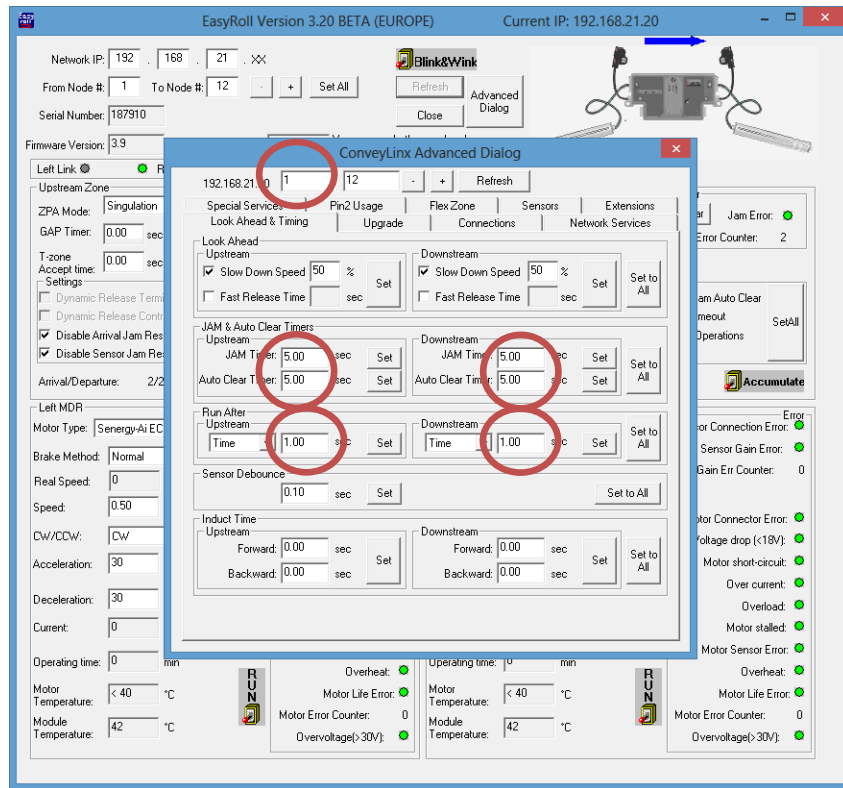 EasyRoll Version 3.20 BETA (EUROPE) Current IP: 192.168.21.20
Network IP: 192 . 168 . 21 . XX
Blink&Wink
From Node #: 1 To Node #: 12 - + Set All
Refresh
Advanced Dialog
Serial Number: 187910
Close
Firmware Version: 3.9
Left Link
ConveyLinx Advanced Dialog
1 12 - + Refresh
Special Services Pin2 Usage Flex Zone Sensors Extensions
Look Ahead & Timing Upgrade Connections Network Services
Look Ahead
Upstream
Slow Down Speed 50 %
Fast Release Time sec
Set
Downstream
Slow Down Speed 50 %
Fast Release Time sec
Set
Set to All
JAM & Auto Clear Timers
Upstream
JAM Timer: 5.00 sec Set
Auto Clear Timer: 5.00 sec Set
Downstream
JAM Timer: 5.00 sec Set
Auto Clear Timer: 5.00 sec Set
Set to All
Run After
Upstream
Time 1.00 sec Set
Downstream
Time 1.00 sec Set
Set to All
Sensor Debounce
0.10 sec Set
Set to All
Induct Time
Upstream
Forward: 0.00 sec
Backward: 0.00 sec
Set
Downstream
Forward: 0.00 sec
Backward: 0.00 sec
Set
Set to All
Upstream Zone
ZPA Mode: Singulation
GAP Timer: 0.00 sec
T-zone Accept time: 0.00 sec
Settings
Dynamic Release
Dynamic Release
Disable Arrival Jam
Disable Sensor Jam
Arrival/Departure: 2/2
Jam Error:
Error Counter: 2
Auto Clear
Operations
SetAll
Accumulate
Left MDR
Motor Type: Senergy-Ai EC
Brake Method: Normal
Real Speed: 0
Speed: 0.50
CW/CCW: CW
Acceleration: 30
Deceleration: 30
Current: 0
Operating time: 0 min
Motor Temperature: < 40 °C
Module Temperature: 42 °C
RUN
Overheat:
Motor Life Error:
Motor Error Counter: 0
Overvoltage(>30V):
Operating time: 0 min
Motor Temperature: < 40 °C
Module Temperature: 42 °C
RUN
Error
Connection Error:
Sensor Gain Error:
Gain Err Counter: 0
Connector Error:
drop (<18V):
Motor short-circuit:
Over current:
Overload:
Motor stalled:
Motor Sensor Error:
Overheat:
Motor Life Error:
Motor Error Counter: 0
Overvoltage(>30V):